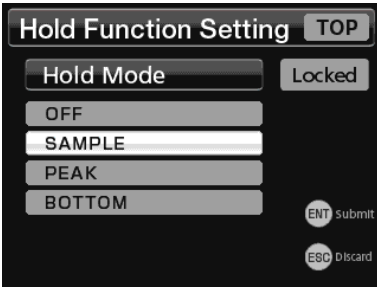 Hold Function Setting TOP
Hold Mode Locked
OFF
SAMPLE
PEAK
BOTTOM
ENT Submit
ESC Discard